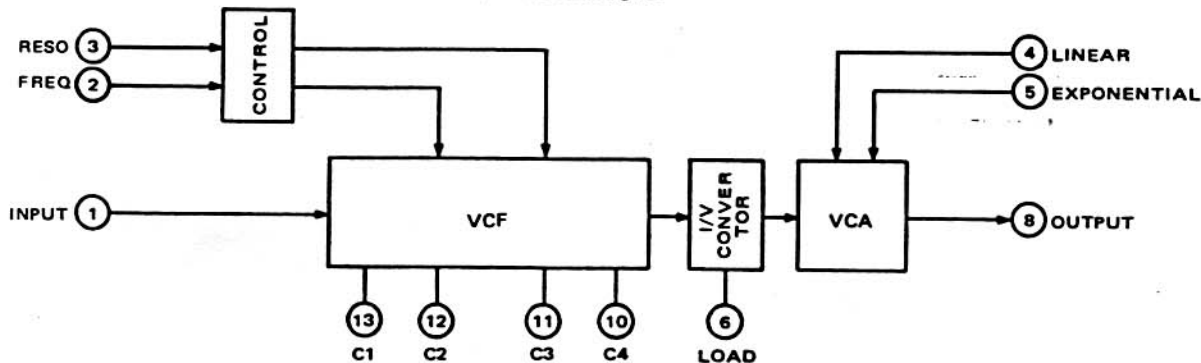 RESO 3
FREQ 2
CONTROL
4 LINEAR
5 EXPONENTIAL
INPUT 1
VCF
I/V
CONVER
TOR
VCA
8 OUTPUT
13 12 11 10 6
C1 C2 C3 C4 LOAD